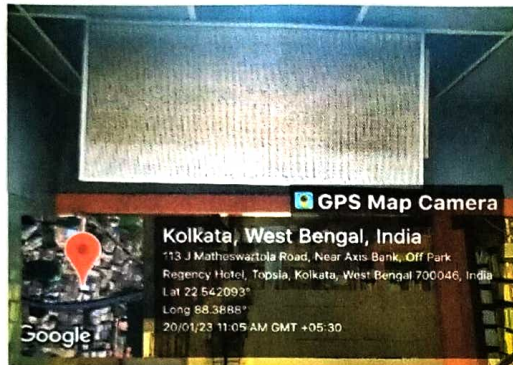 GPS Map Camera
Kolkata, West Bengal, India
113 J Matheswartola Road, Near Axis Bank, Off Park
Regency Hotel, Topsia, Kolkata, West Bengal 700046, India
Lat 22.542093°
Long 88.3888°
20/01/23 11:05 AM GMT +05:30
Google